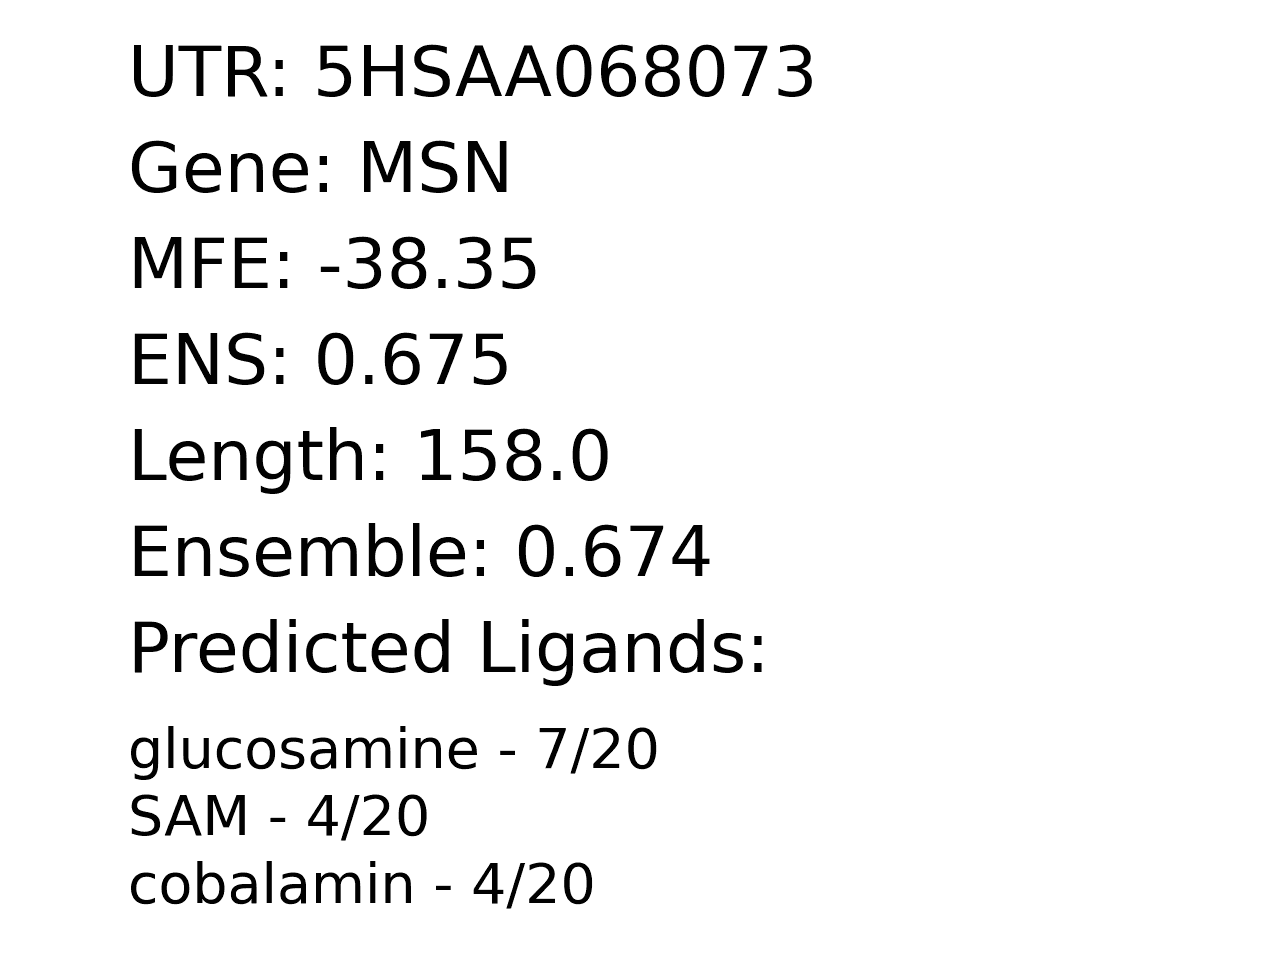 UTR: 5HSAA068073
Gene: MSN
MFE: -38.35
ENS: 0.675
Length: 158.0
Ensemble: 0.674
Predicted Ligands:
glucosamine - 7/20
SAM - 4/20
cobalamin - 4/20